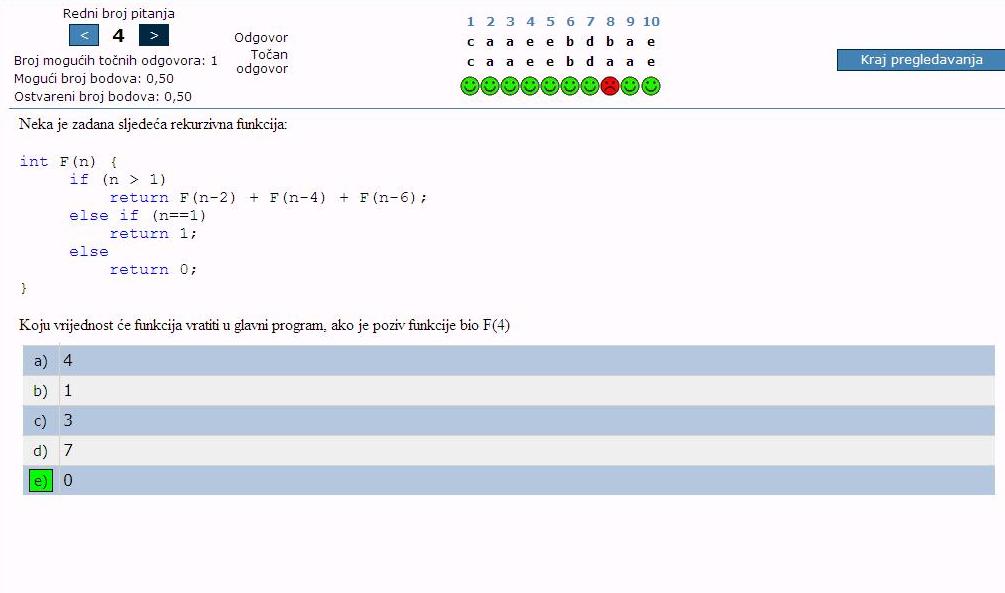 Redni broj pitanja
< 4 >
Broj mogućih točnih odgovora: 1
Mogući broj bodova: 0,50
Ostvareni broj bodova: 0,50
1 2 3 4 5 6 7 8 9 10
Odgovor c a a e e b d b a e
Točan odgovor c a a e e b d a a e
Kraj pregledavanja
Neka je zadana sljedeća rekurzivna funkcija:
int F(n) {
if (n > 1)
return F(n-2) + F(n-4) + F(n-6);
else if (n==1)
return 1;
else
return 0;
}
Koju vrijednost će funkcija vratiti u glavni program, ako je poziv funkcije bio F(4)
a) 4
b) 1
c) 3
d) 7
e) 0